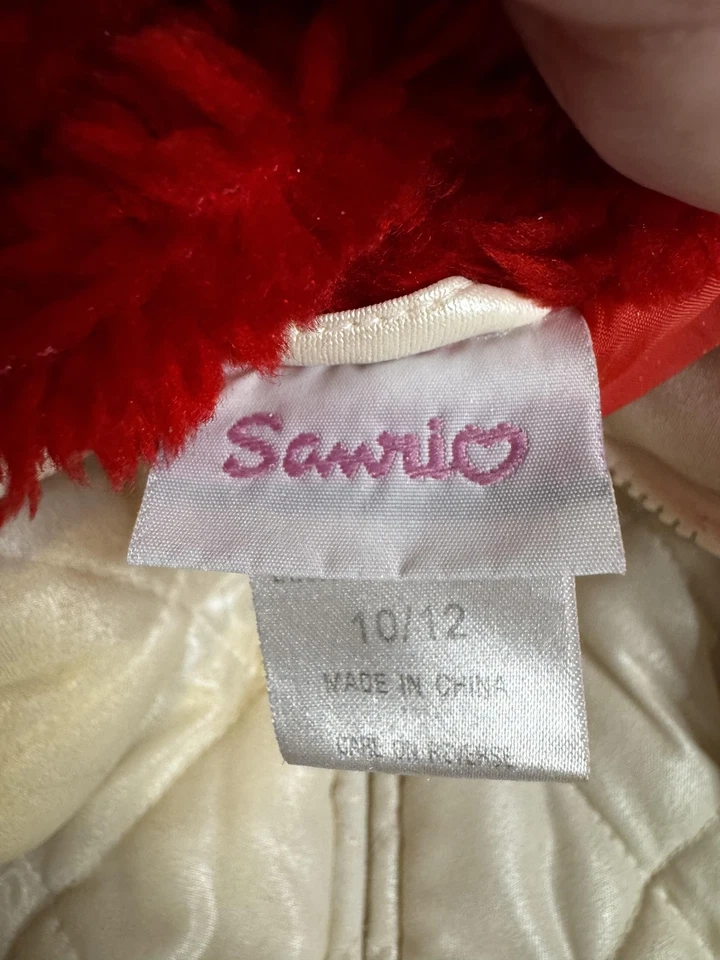 Sanrio
10/12
MADE IN CHINA
CARE ON REVERSE